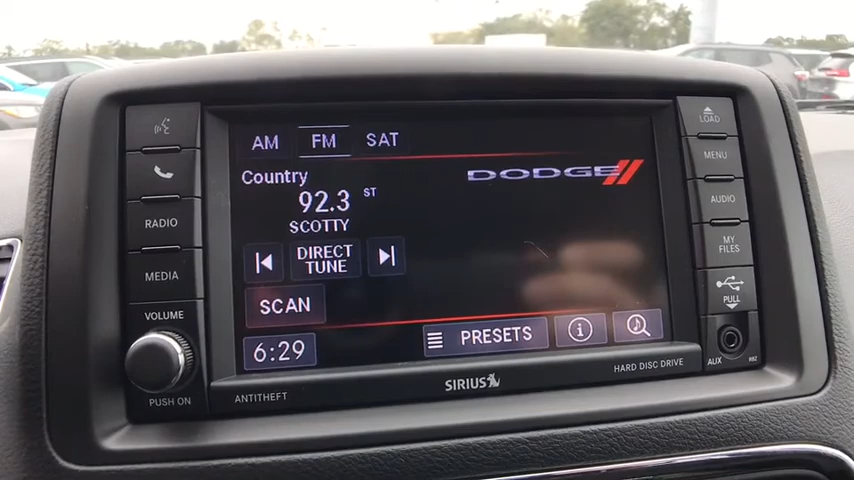 AM FM SAT
Country
92.3 ST
SCOTTY
DIRECT
TUNE
SCAN
6:29
PRESETS
DODGE
RADIO
MEDIA
VOLUME
PUSH ON
ANTITHEFT
SIRIUS
HARD DISC DRIVE
LOAD
MENU
AUDIO
MY
FILES
PULL
AUX
RBZ